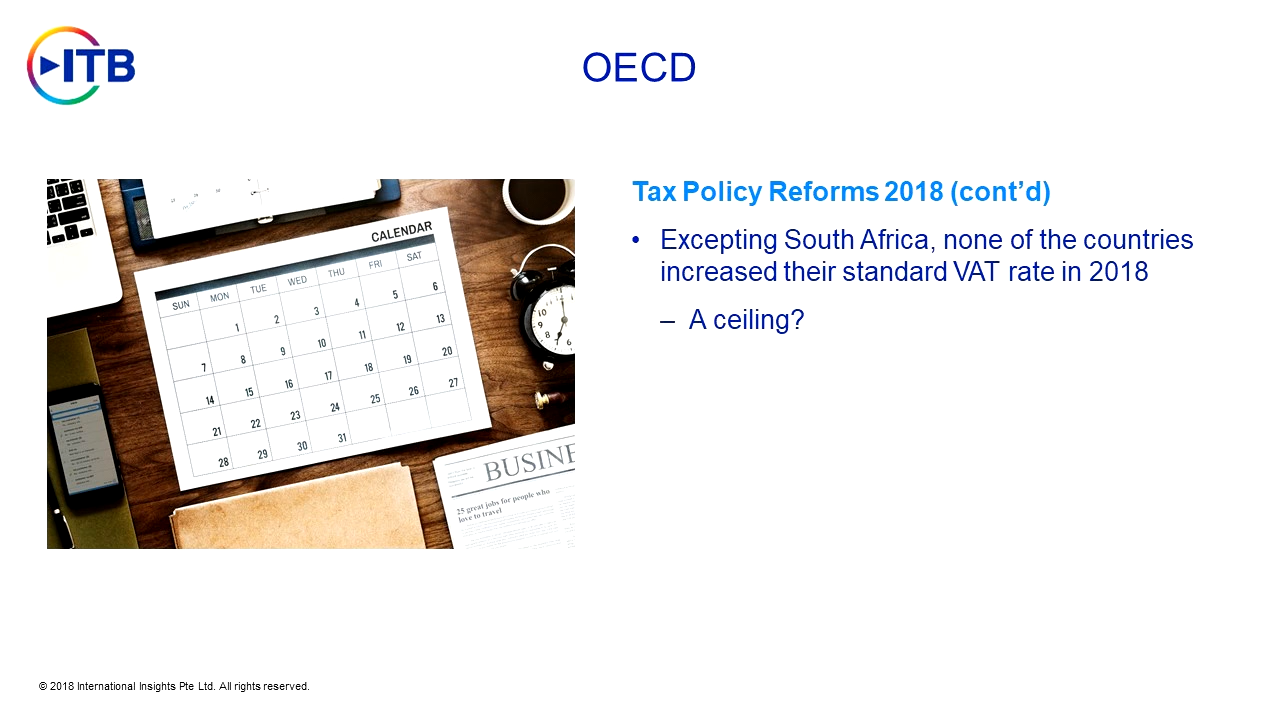 ITB
OECD
Tax Policy Reforms 2018 (cont’d)
• Excepting South Africa, none of the countries
increased their standard VAT rate in 2018
– A ceiling?
CALENDAR
SUN MON TUE WED THU FRI SAT
1 2 3 4 5 6
7 8 9 10 11 12 13
14 15 16 17 18 19 20
21 22 23 24 25 26 27
28 29 30 31
BUSINE
25 great jobs for people who
love to travel
© 2018 International Insights Pte Ltd. All rights reserved.